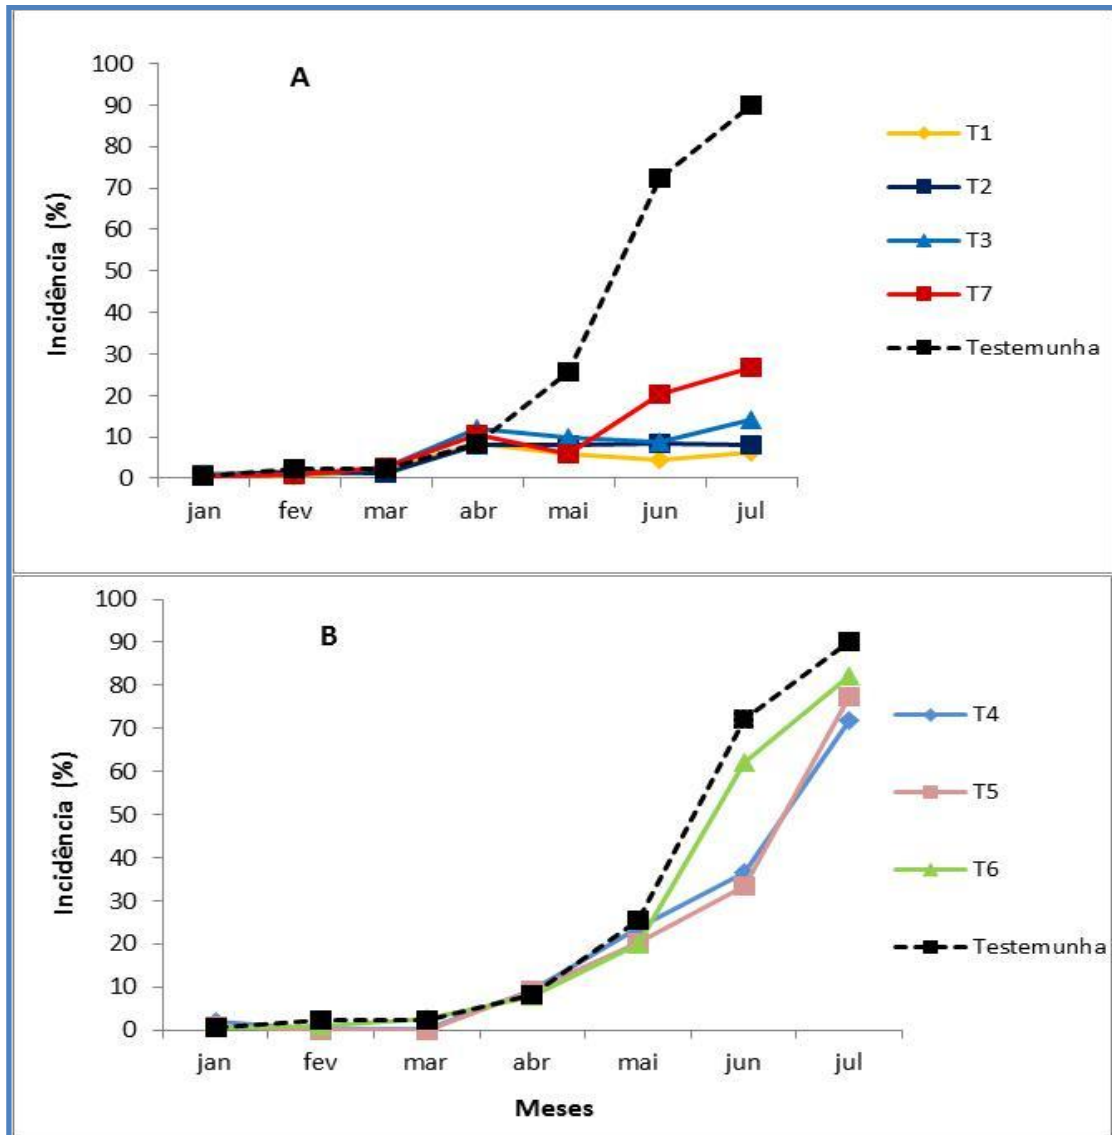 A
Incidência (%)
100
90
80
70
60
50
40
30
20
10
0
jan fev mar abr mai jun jul
T1
T2
T3
T7
Testemunha
B
Incidência (%)
100
90
80
70
60
50
40
30
20
10
0
jan fev mar abr mai jun jul
Meses
T4
T5
T6
Testemunha